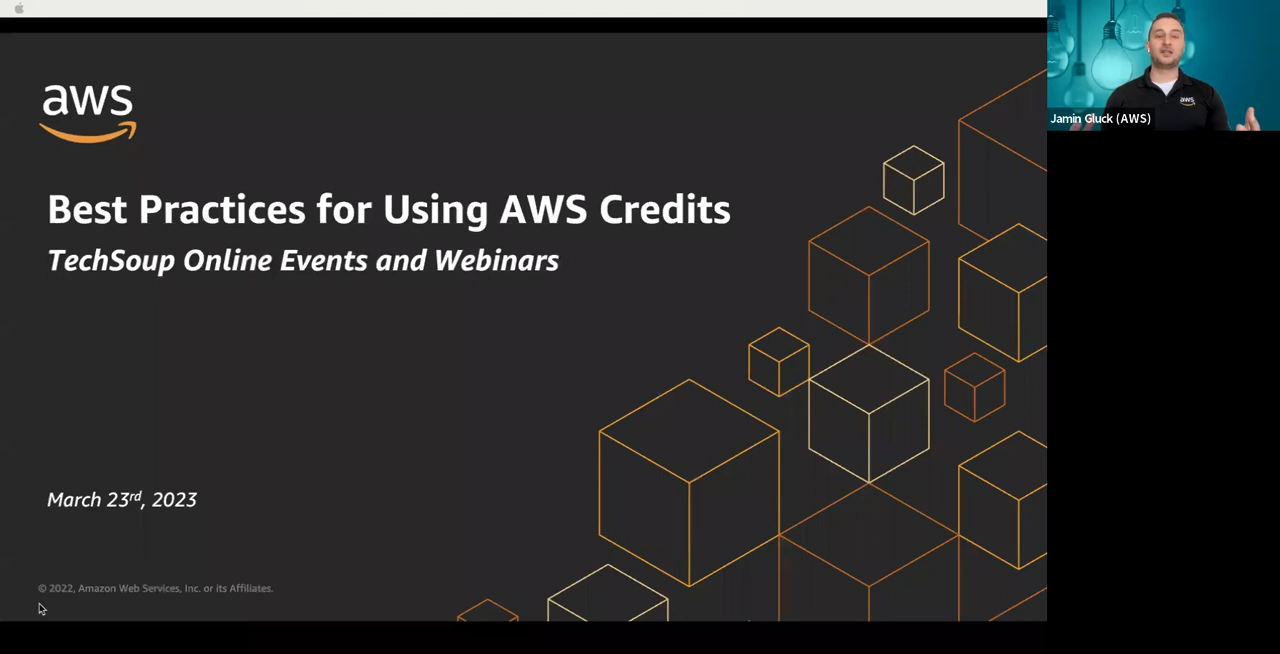 aws
Best Practices for Using AWS Credits
TechSoup Online Events and Webinars
March 23rd, 2023
© 2022, Amazon Web Services, Inc. or its Affiliates.
aws
Jamin Gluck (AWS)